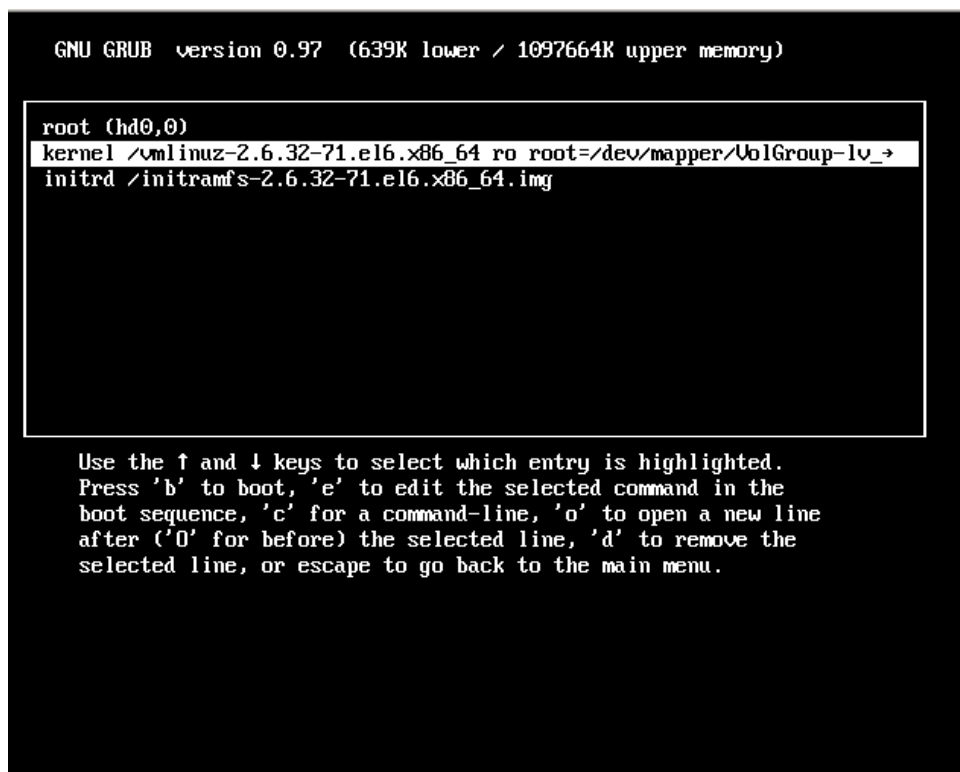 GNU GRUB version 0.97 (639K lower / 1097664K upper memory)
root (hd0,0)
kernel /vmlinuz-2.6.32-71.el6.x86_64 ro root=/dev/mapper/VolGroup-lv_→
initrd /initramfs-2.6.32-71.el6.x86_64.img
Use the ↑ and ↓ keys to select which entry is highlighted.
Press 'b' to boot, 'e' to edit the selected command in the
boot sequence, 'c' for a command-line, 'o' to open a new line
after ('O' for before) the selected line, 'd' to remove the
selected line, or escape to go back to the main menu.